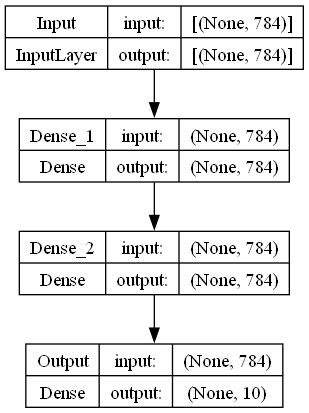 Input input: [(None, 784)]
InputLayer output: [(None, 784)]
Dense_1 input: (None, 784)
Dense output: (None, 784)
Dense_2 input: (None, 784)
Dense output: (None, 784)
Output input: (None, 784)
Dense output: (None, 10)